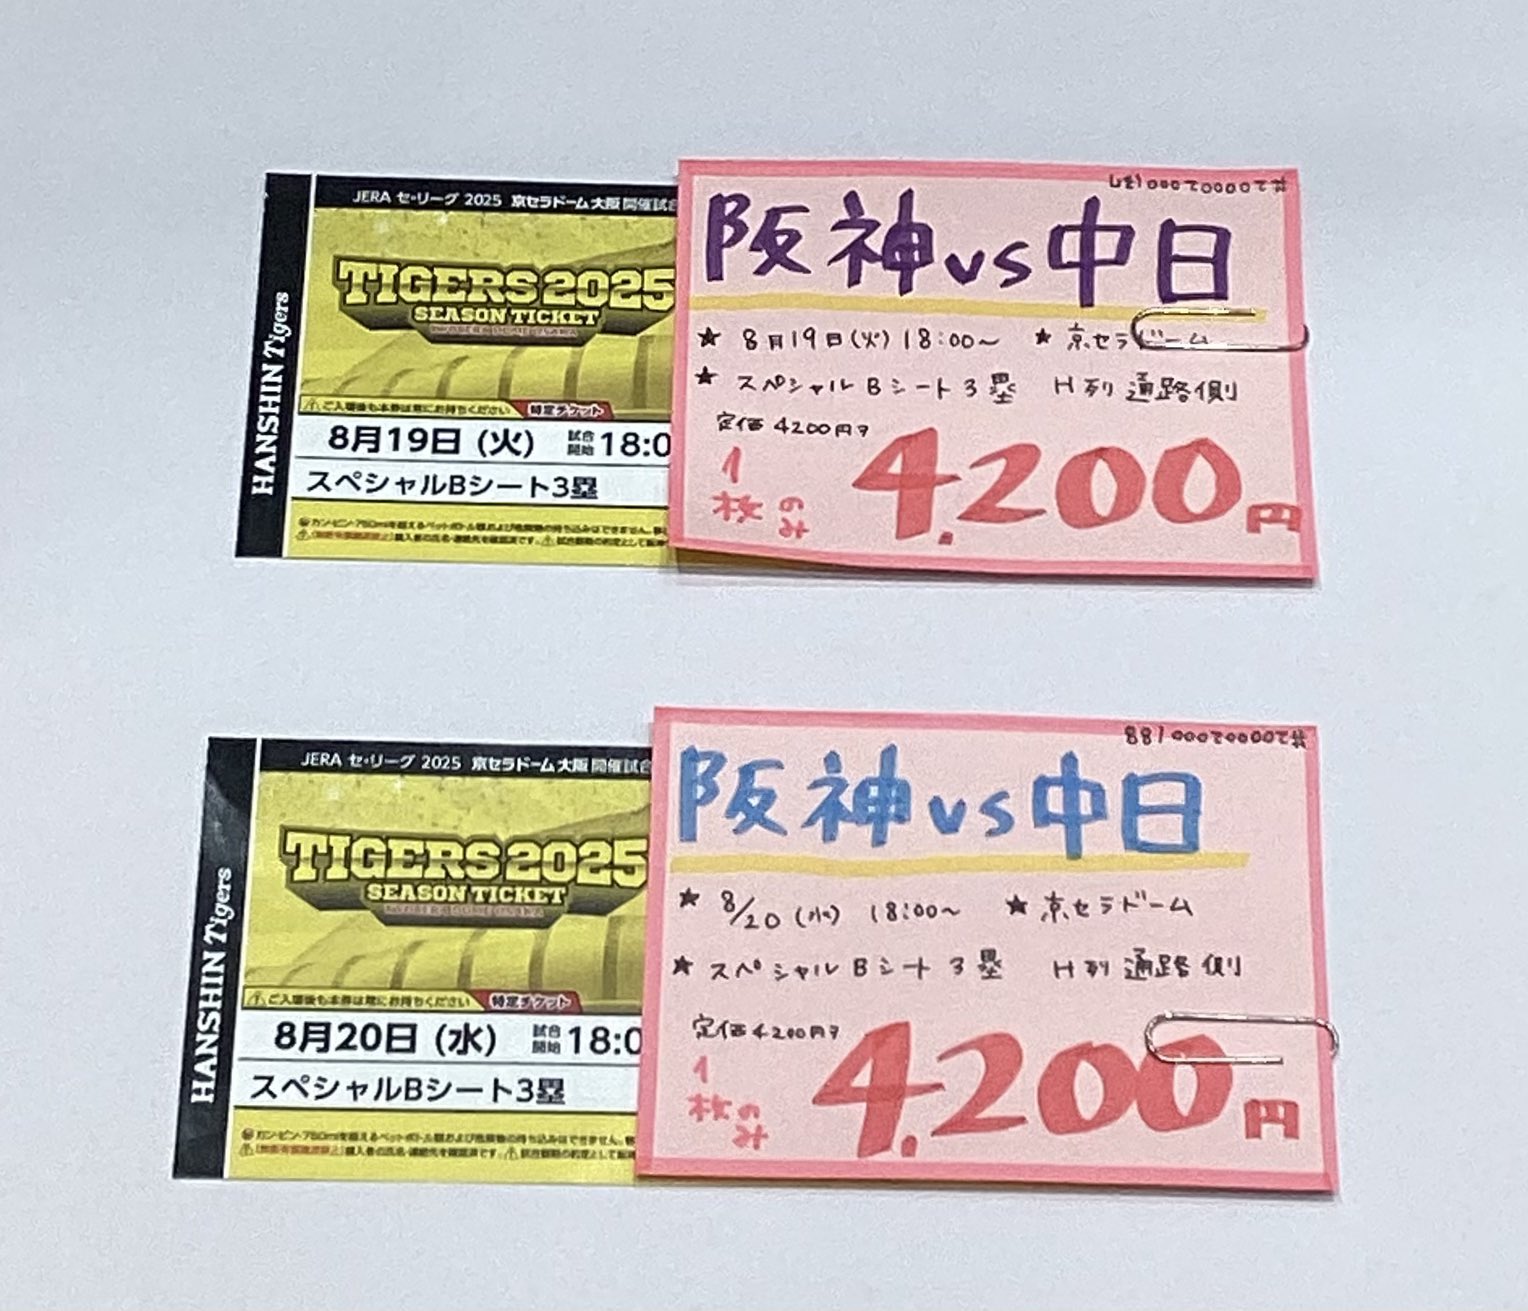 JERA セ・リーグ 2025 京セラドーム大阪 開催試合
HANSHIN Tigers
TIGERS 2025
SEASON TICKET
ご入場後も本券は常にお持ちください 特定チケット
8月19日 (火) 試合開始 18:0
スペシャルBシート3塁
阪神vs中日
★ 8月19日(火) 18:00〜 ★ 京セラドーム
★ スペシャルBシート3塁 H列通路側
定価4200円
1枚のみ 4,200円
JERA セ・リーグ 2025 京セラドーム大阪 開催試合
HANSHIN Tigers
TIGERS 2025
SEASON TICKET
ご入場後も本券は常にお持ちください 特定チケット
8月20日 (水) 試合開始 18:0
スペシャルBシート3塁
#200002000188
阪神vs中日
★ 8/20(水) 18:00〜 ★ 京セラドーム
★ スペシャルBシート3塁 H列通路側
定価4200円
1枚のみ 4,200円